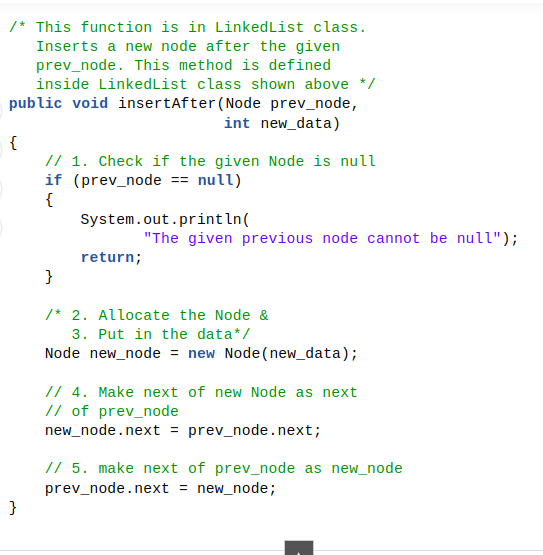 /* This function is in LinkedList class.
Inserts a new node after the given
prev_node. This method is defined
inside LinkedList class shown above */
public void insertAfter(Node prev_node,
int new_data)
{
// 1. Check if the given Node is null
if (prev_node == null)
{
System.out.println(
"The given previous node cannot be null");
return;
}
/* 2. Allocate the Node &
3. Put in the data*/
Node new_node = new Node(new_data);
// 4. Make next of new Node as next
// of prev_node
new_node.next = prev_node.next;
// 5. make next of prev_node as new_node
prev_node.next = new_node;
}